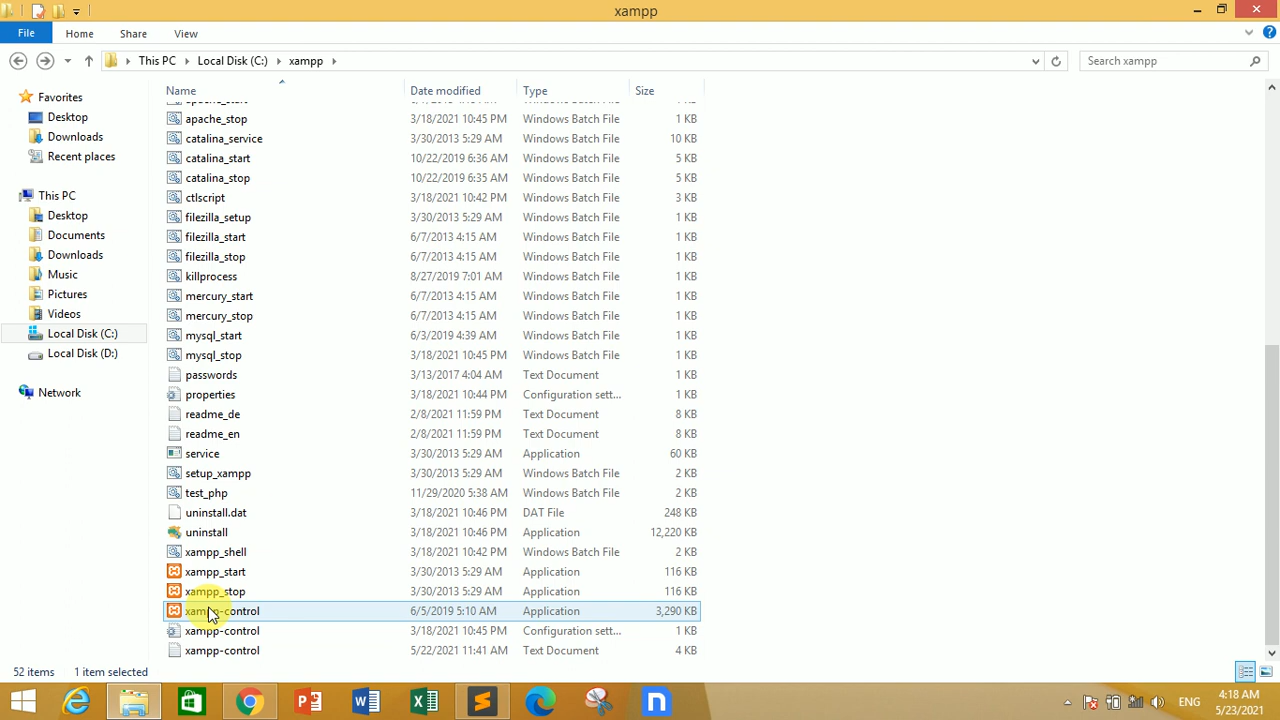 xampp
File Home Share View
This PC Local Disk (C:) xampp Search xampp
Name Date modified Type Size
Favorites
Desktop
Downloads
Recent places
This PC
Desktop
Documents
Downloads
Music
Pictures
Videos
Local Disk (C:)
Local Disk (D:)
Network
apache_stop 3/18/2021 10:45 PM Windows Batch File 1 KB
catalina_service 3/30/2013 5:29 AM Windows Batch File 10 KB
catalina_start 10/22/2019 6:36 AM Windows Batch File 5 KB
catalina_stop 10/22/2019 6:35 AM Windows Batch File 5 KB
ctlscript 3/18/2021 10:42 PM Windows Batch File 3 KB
filezilla_setup 3/30/2013 5:29 AM Windows Batch File 1 KB
filezilla_start 6/7/2013 4:15 AM Windows Batch File 1 KB
filezilla_stop 6/7/2013 4:15 AM Windows Batch File 1 KB
killprocess 8/27/2019 7:01 AM Windows Batch File 1 KB
mercury_start 6/7/2013 4:15 AM Windows Batch File 1 KB
mercury_stop 6/7/2013 4:15 AM Windows Batch File 1 KB
mysql_start 6/3/2019 4:39 AM Windows Batch File 1 KB
mysql_stop 3/18/2021 10:45 PM Windows Batch File 1 KB
passwords 3/13/2017 4:04 AM Text Document 1 KB
properties 3/18/2021 10:44 PM Configuration sett... 1 KB
readme_de 2/8/2021 11:59 PM Text Document 8 KB
readme_en 2/8/2021 11:59 PM Text Document 8 KB
service 3/30/2013 5:29 AM Application 60 KB
setup_xampp 3/30/2013 5:29 AM Windows Batch File 2 KB
test_php 11/29/2020 5:38 AM Windows Batch File 2 KB
uninstall.dat 3/18/2021 10:46 PM DAT File 248 KB
uninstall 3/18/2021 10:46 PM Application 12,220 KB
xampp_shell 3/18/2021 10:42 PM Windows Batch File 2 KB
xampp_start 3/30/2013 5:29 AM Application 116 KB
xampp_stop 3/30/2013 5:29 AM Application 116 KB
xampp-control 6/5/2019 5:10 AM Application 3,290 KB
xampp-control 3/18/2021 10:45 PM Configuration sett... 1 KB
xampp-control 5/22/2021 11:41 AM Text Document 4 KB
52 items 1 item selected
ENG
4:18 AM
5/23/2021